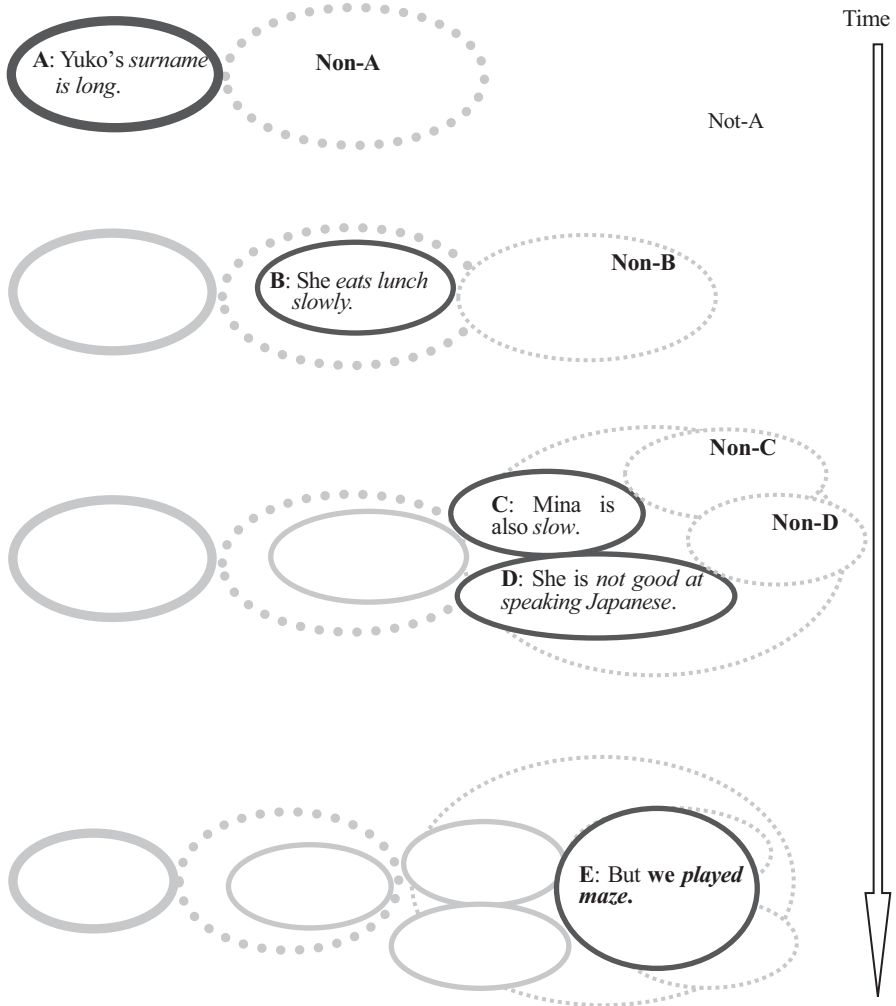 Time
A: Yuko's surname
is long.
Non-A
Not-A
B: She eats lunch
slowly.
Non-B
Non-C
C: Mina is
also slow.
Non-D
D: She is not good at
speaking Japanese.
E: But we played
maze.